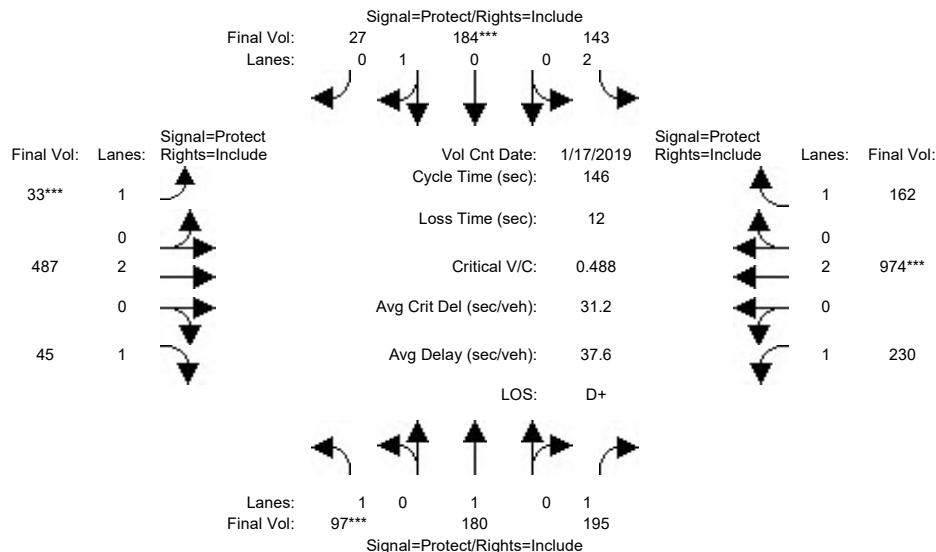 Signal=Protect/Rights=Include
Final Vol: 27 184*** 143
Lanes: 0 1 0 0 2
Signal=Protect Signal=Protect
Final Vol: Lanes: Rights=Include Vol Cnt Date: 1/17/2019 Rights=Include Lanes: Final Vol:
Cycle Time (sec): 146
33*** 1 1 162
Loss Time (sec): 12
0 0
487 2 Critical V/C: 0.488 2 974***
0 Avg Crit Del (sec/veh): 31.2 0
45 1 Avg Delay (sec/veh): 37.6 1 230
LOS: D+
Lanes: 1 0 1 0 1
Final Vol: 97*** 180 195
Signal=Protect/Rights=Include